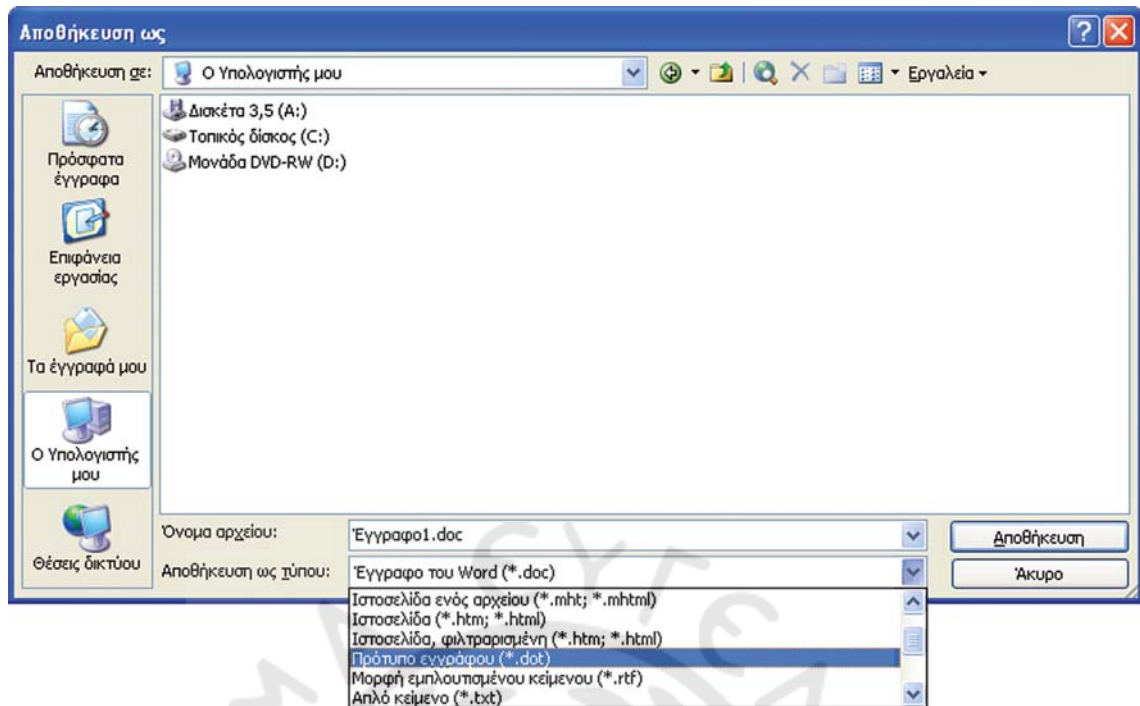 Αποθήκευση ως
Αποθήκευση σε: Ο Υπολογιστής μου Εργαλεία
Δισκέτα 3,5 (A:)
Τοπικός δίσκος (C:)
Μονάδα DVD-RW (D:)
Πρόσφατα
έγγραφα
Επιφάνεια
εργασίας
Τα έγγραφά μου
Ο Υπολογιστής
μου
Θέσεις δικτύου
Όνομα αρχείου: Έγγραφο1.doc Αποθήκευση
Αποθήκευση ως τύπου: Έγγραφο του Word (*.doc) Άκυρο
Ιστοσελίδα ενός αρχείου (*.mht; *.mhtml)
Ιστοσελίδα (*.htm; *.html)
Ιστοσελίδα, φιλτραρισμένη (*.htm; *.html)
Πρότυπο εγγράφου (*.dot)
Μορφή εμπλουτισμένου κείμενου (*.rtf)
Απλό κείμενο (*.txt)